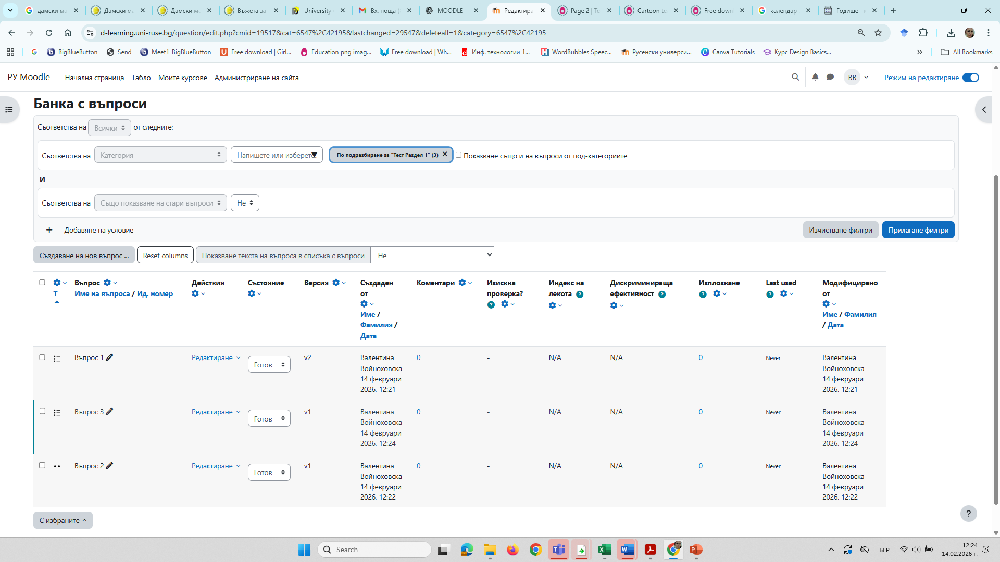 дамски ма
Дамски ма
Дамски ма
Въжета за
University
Вх. поща (
MOODLE
Редактира
Page 2 | Te
Cartoon te
Free down
календар
Годишен
d-learning.uni-ruse.bg/question/edit.php?cmid=19517&cat=6547%2C42195&lastchanged=29547&deleteall=1&category=6547%2C42195
BigBlueButton
Send
Meet1_BigBlueButton
Free download | Girl...
Education png imag...
Free download | Wh...
Инф. технологии 1...
WordBubbles Speec...
Русенски универси...
Canva Tutorials
Курс Design Basics...
All Bookmarks
РУ Moodle
Начална страница
Табло
Моите курсове
Администриране на сайта
ВВ
Режим на редактиране
Банка с въпроси
Съответства на Всички от следните:
Съответства на Категория Напишете или изберете. По подразбиране за "Тест Раздел 1" (3) Показване също и на въпроси от под-категориите
И
Съответства на Също показване на стари въпроси Не
Добавяне на условие
Изчистване филтри
Прилагане филтри
Създаване на нов въпрос ...
Reset columns
Показване текста на въпроса в списъка с въпроси
Не
Т
Въпрос
Име на въпроса / Ид. номер
Действия
Състояние
Версия
Създаден
от
Име /
Фамилия /
Дата
Коментари
Изисква
проверка?
Индекс на
лекота
Дискриминираща
ефективност
Изплозване
Last used
Модифицирано
от
Име / Фамилия
/ Дата
Въпрос 1
Редактиране
Готов
v2
Валентина
Войноховска
14 февруари
2026, 12:21
0
-
N/A
N/A
0
Never
Валентина
Войноховска
14 февруари
2026, 12:21
Въпрос 3
Редактиране
Готов
v1
Валентина
Войноховска
14 февруари
2026, 12:24
0
-
N/A
N/A
0
Never
Валентина
Войноховска
14 февруари
2026, 12:24
Въпрос 2
Редактиране
Готов
v1
Валентина
Войноховска
14 февруари
2026, 12:22
0
-
N/A
N/A
0
Never
Валентина
Войноховска
14 февруари
2026, 12:22
С избраните
?
Search
БГР
12:24
14.02.2026 г.